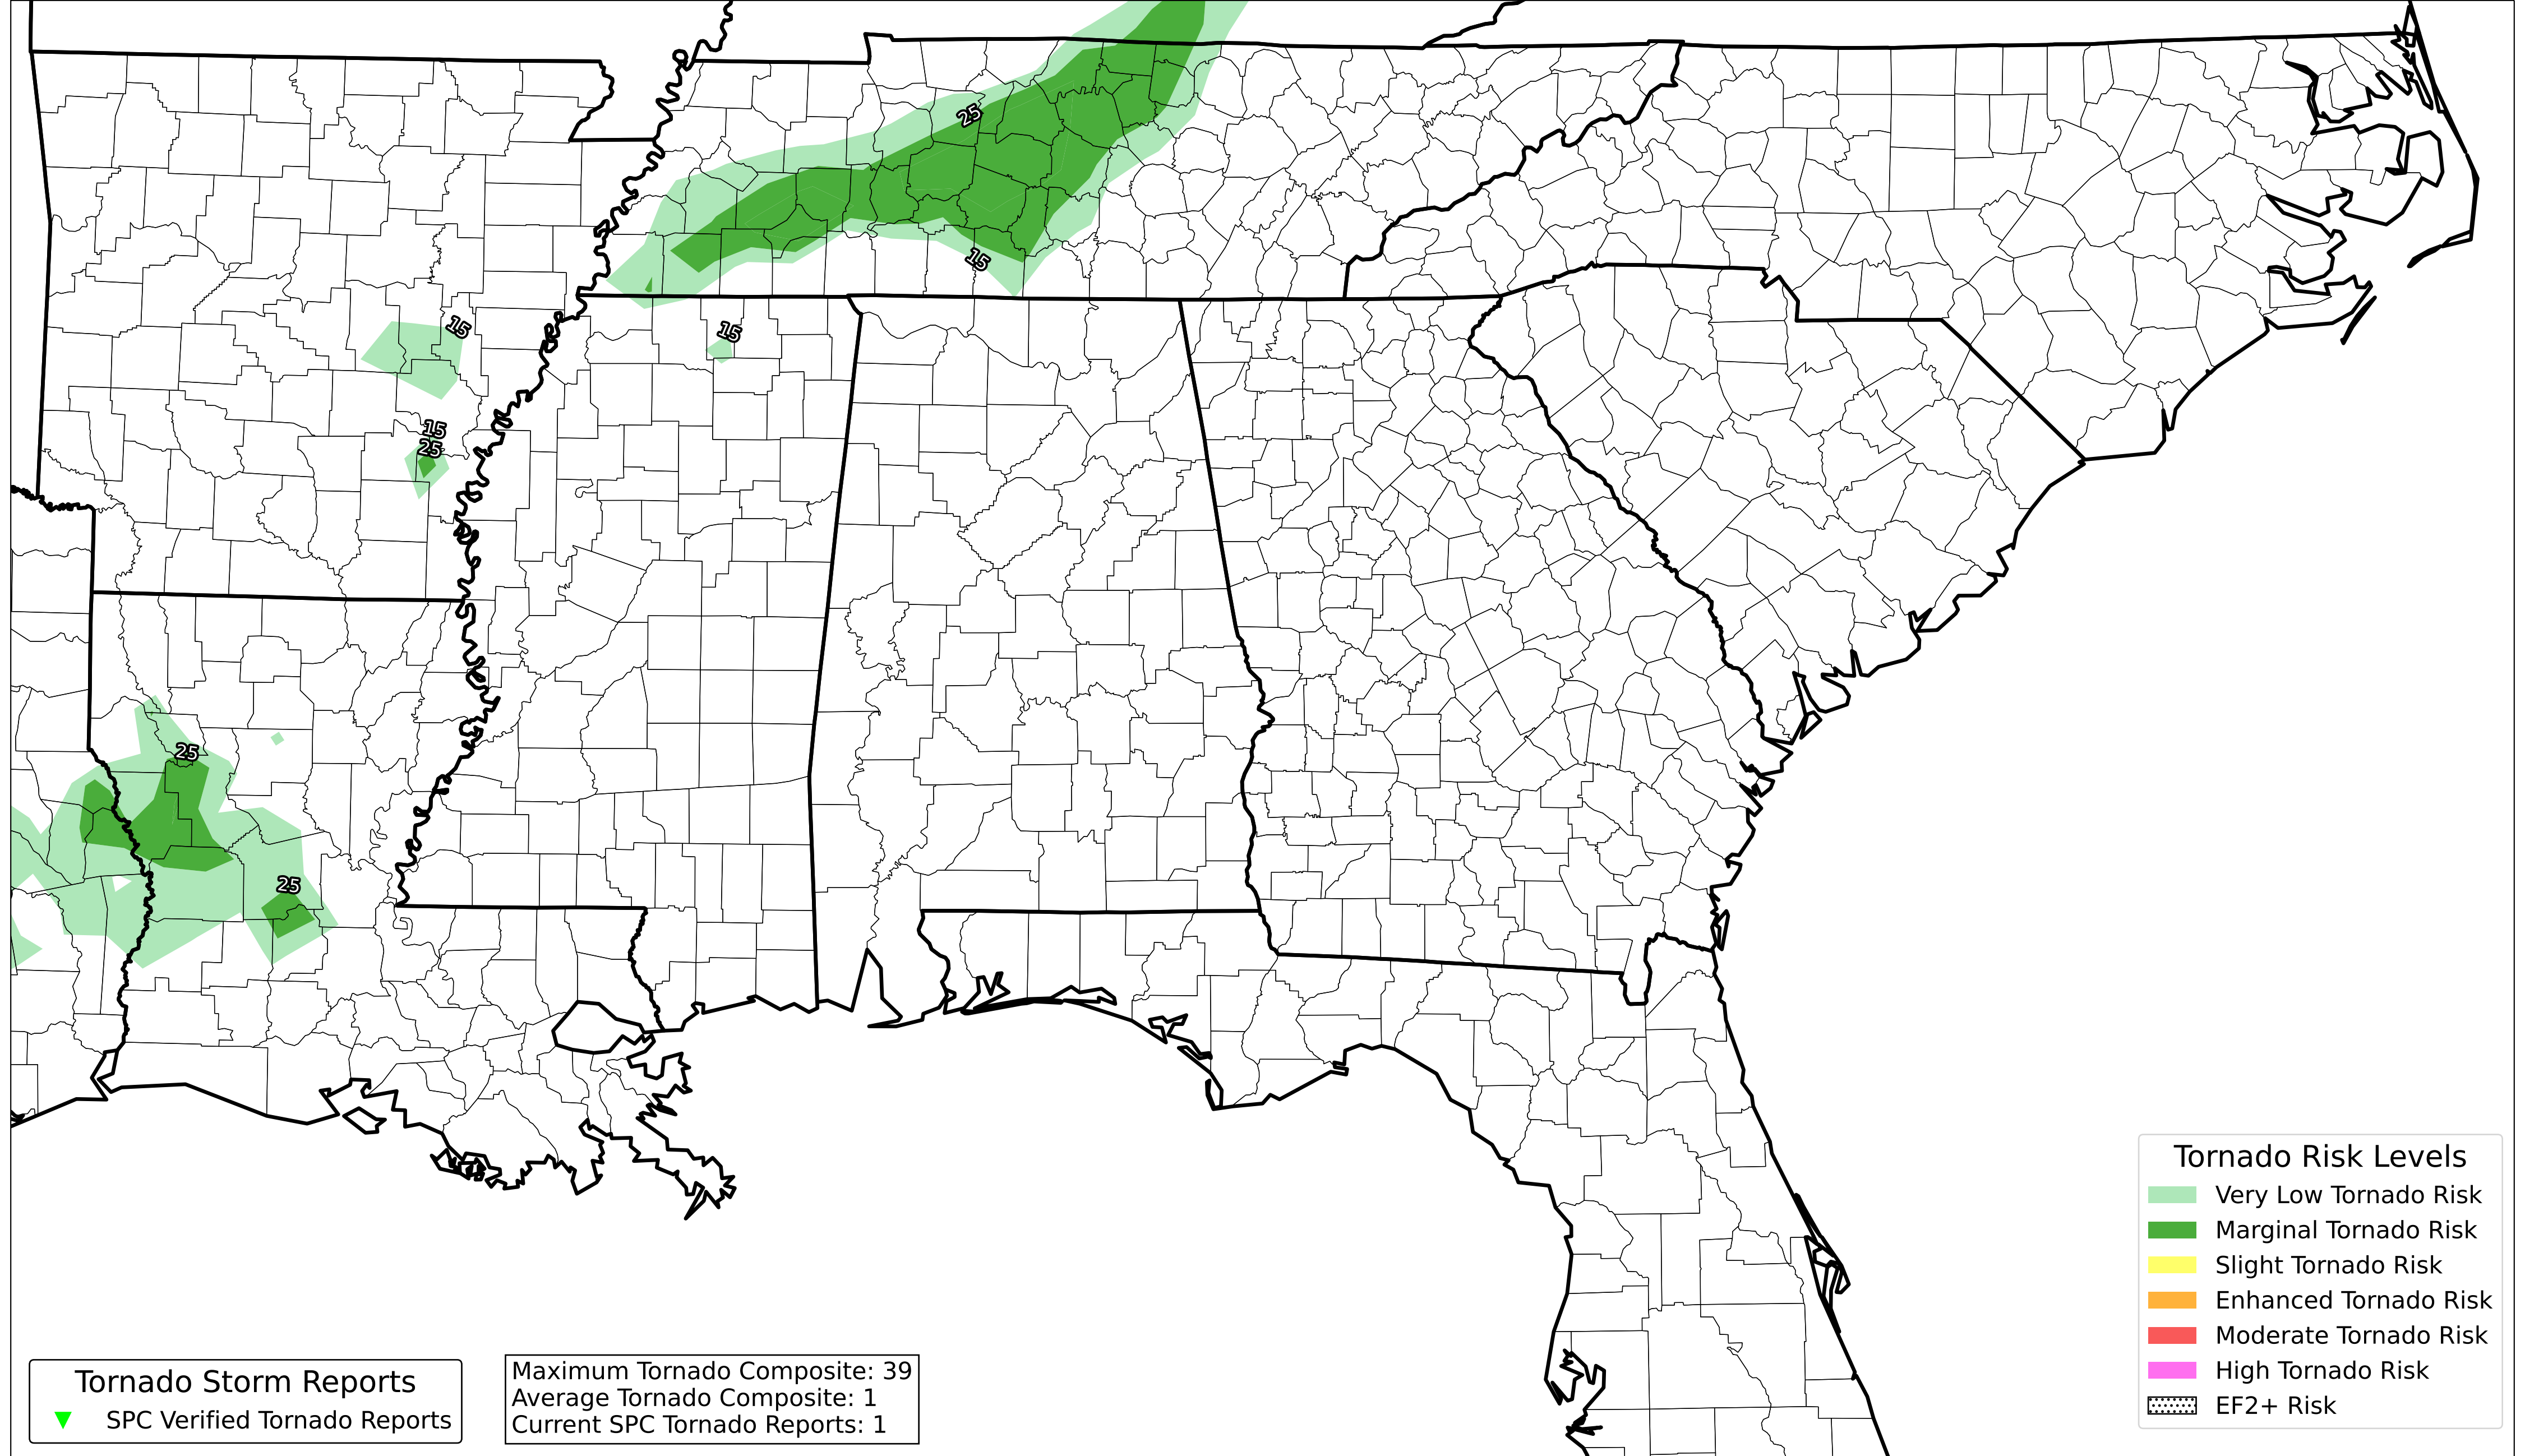 25
15
15
15
15
25
25
25
Tornado Risk Levels
Very Low Tornado Risk
Marginal Tornado Risk
Slight Tornado Risk
Enhanced Tornado Risk
Moderate Tornado Risk
High Tornado Risk
EF2+ Risk
Tornado Storm Reports
SPC Verified Tornado Reports
Maximum Tornado Composite: 39
Average Tornado Composite: 1
Current SPC Tornado Reports: 1